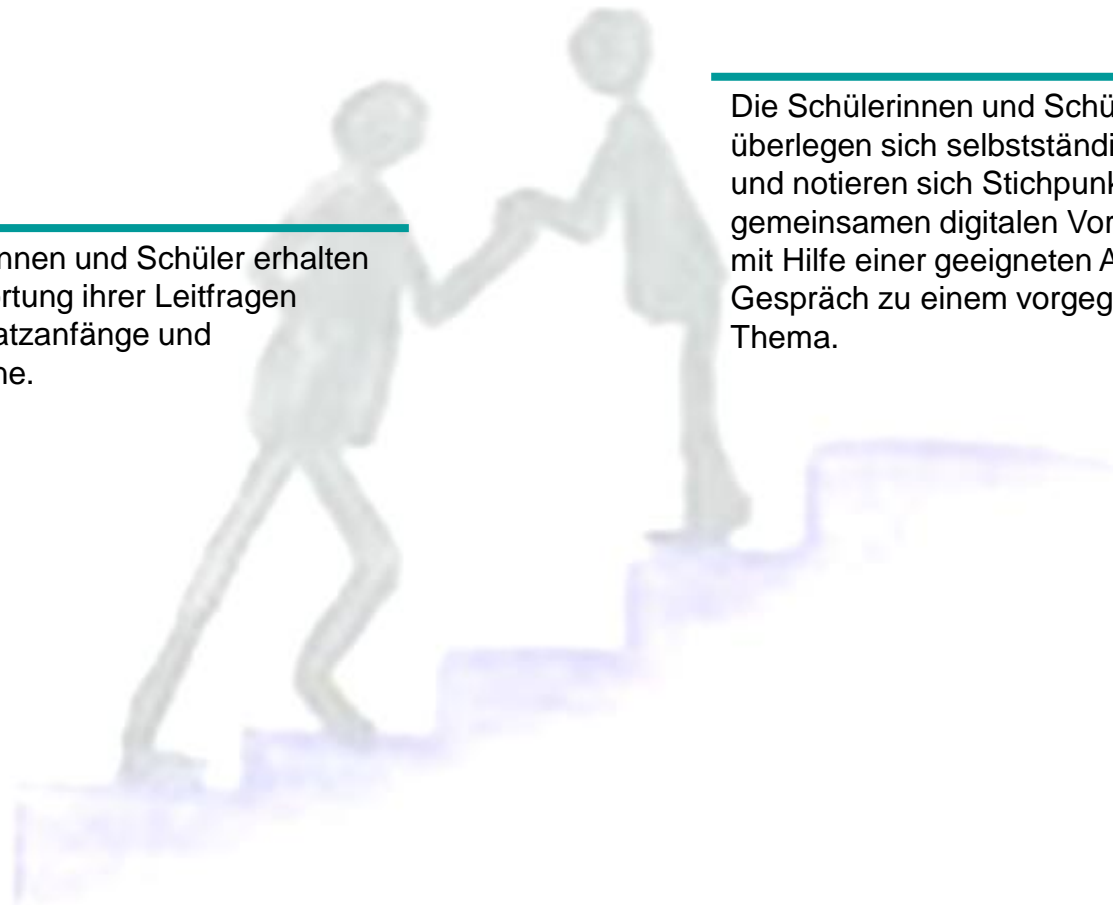 nnen und Schüler erhalten
rtung ihrer Leitfragen
atzanfänge und
ne.
Die Schülerinnen und Schü
überlegen sich selbstständi
und notieren sich Stichpunk
gemeinsamen digitalen Vor
mit Hilfe einer geeigneten A
Gespräch zu einem vorgeg
Thema.